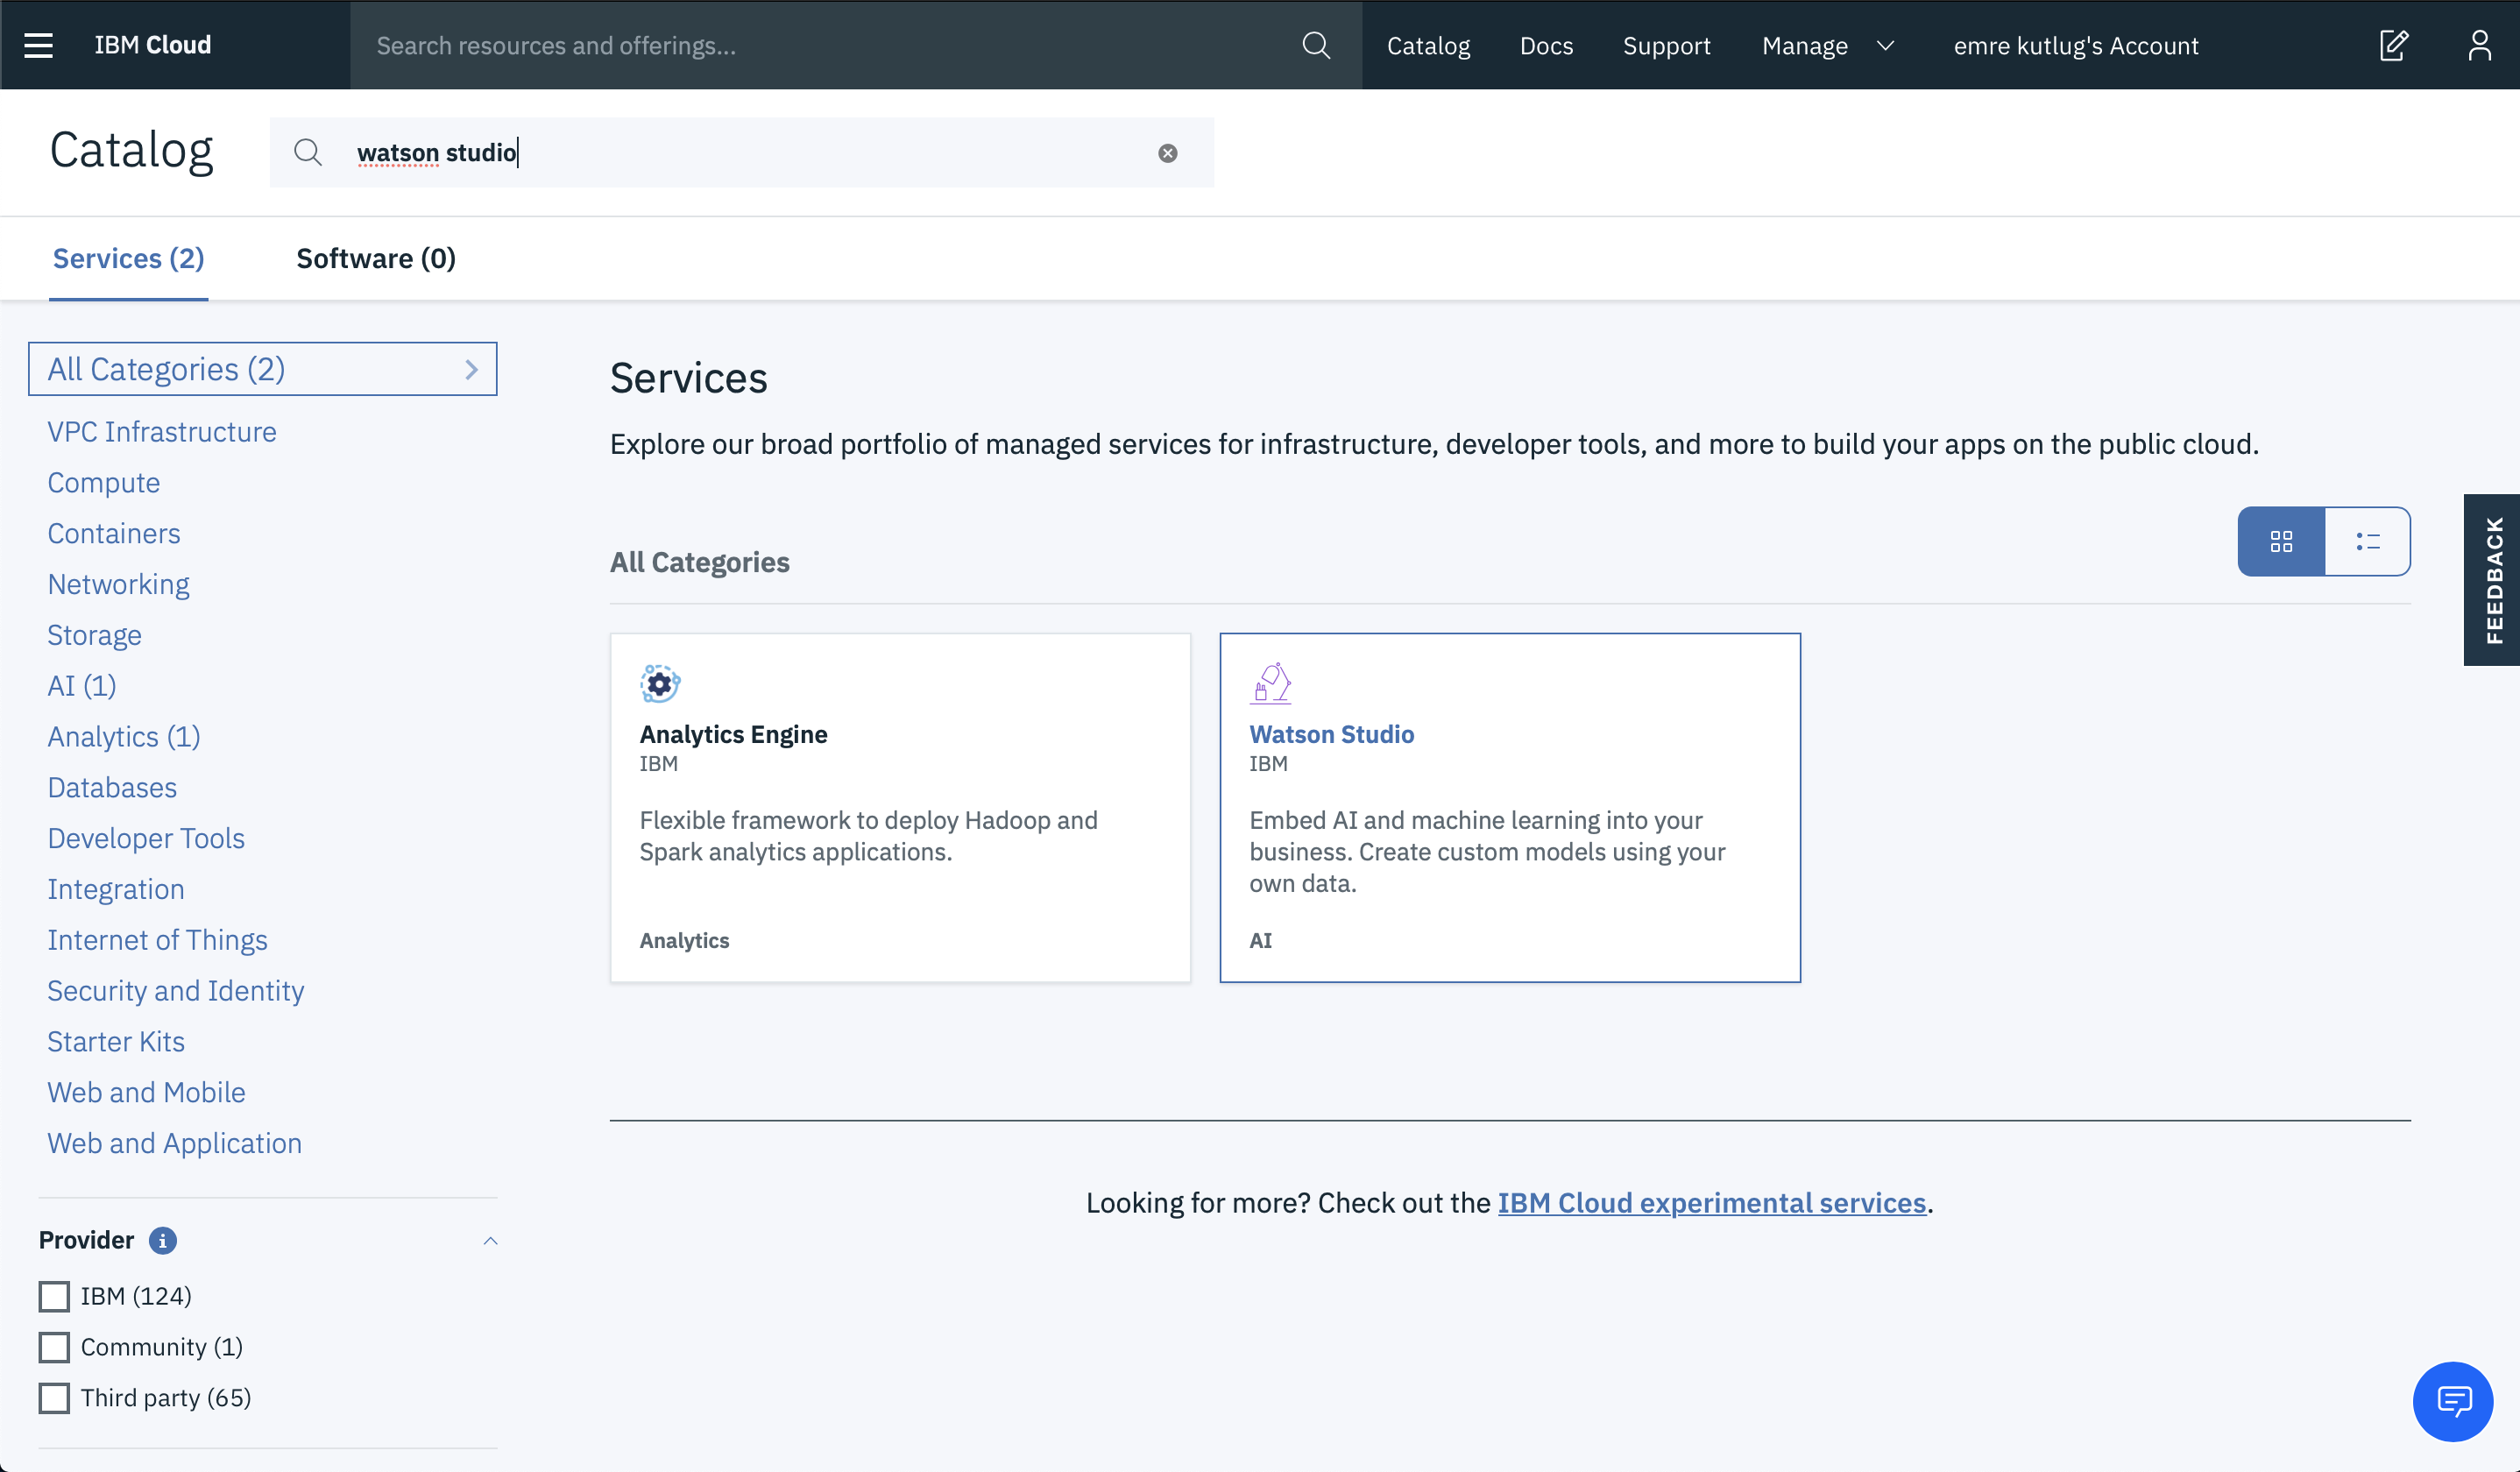 IBM Cloud
Search resources and offerings...
Catalog
Docs
Support
Manage
emre kutlug's Account
Catalog
watson studio
Services (2)
Software (0)
All Categories (2)
VPC Infrastructure
Compute
Containers
Networking
Storage
AI (1)
Analytics (1)
Databases
Developer Tools
Integration
Internet of Things
Security and Identity
Starter Kits
Web and Mobile
Web and Application
Provider
IBM (124)
Community (1)
Third party (65)
Services
Explore our broad portfolio of managed services for infrastructure, developer tools, and more to build your apps on the public cloud.
All Categories
Analytics Engine
IBM
Flexible framework to deploy Hadoop and
Spark analytics applications.
Analytics
Watson Studio
IBM
Embed AI and machine learning into your
business. Create custom models using your
own data.
AI
Looking for more? Check out the IBM Cloud experimental services.
FEEDBACK